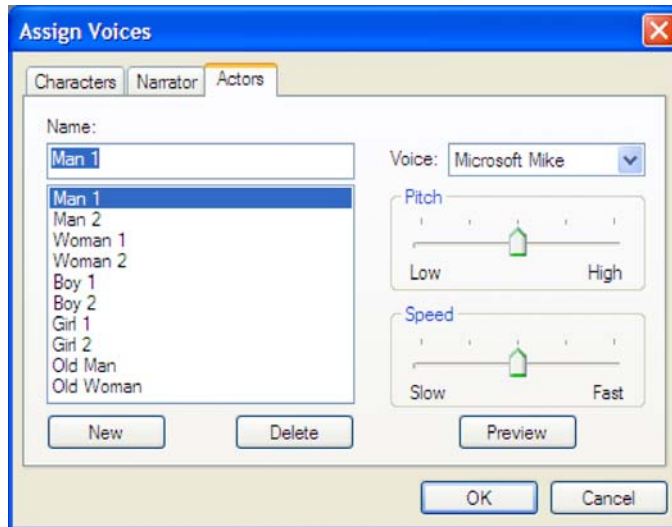 Assign Voices
Characters Narrator Actors
Name:
Man 1
Man 1
Man 2
Woman 1
Woman 2
Boy 1
Boy 2
Girl 1
Girl 2
Old Man
Old Woman
New Delete
Voice: Microsoft Mike
Pitch
Low High
Speed
Slow Fast
Preview
OK Cancel